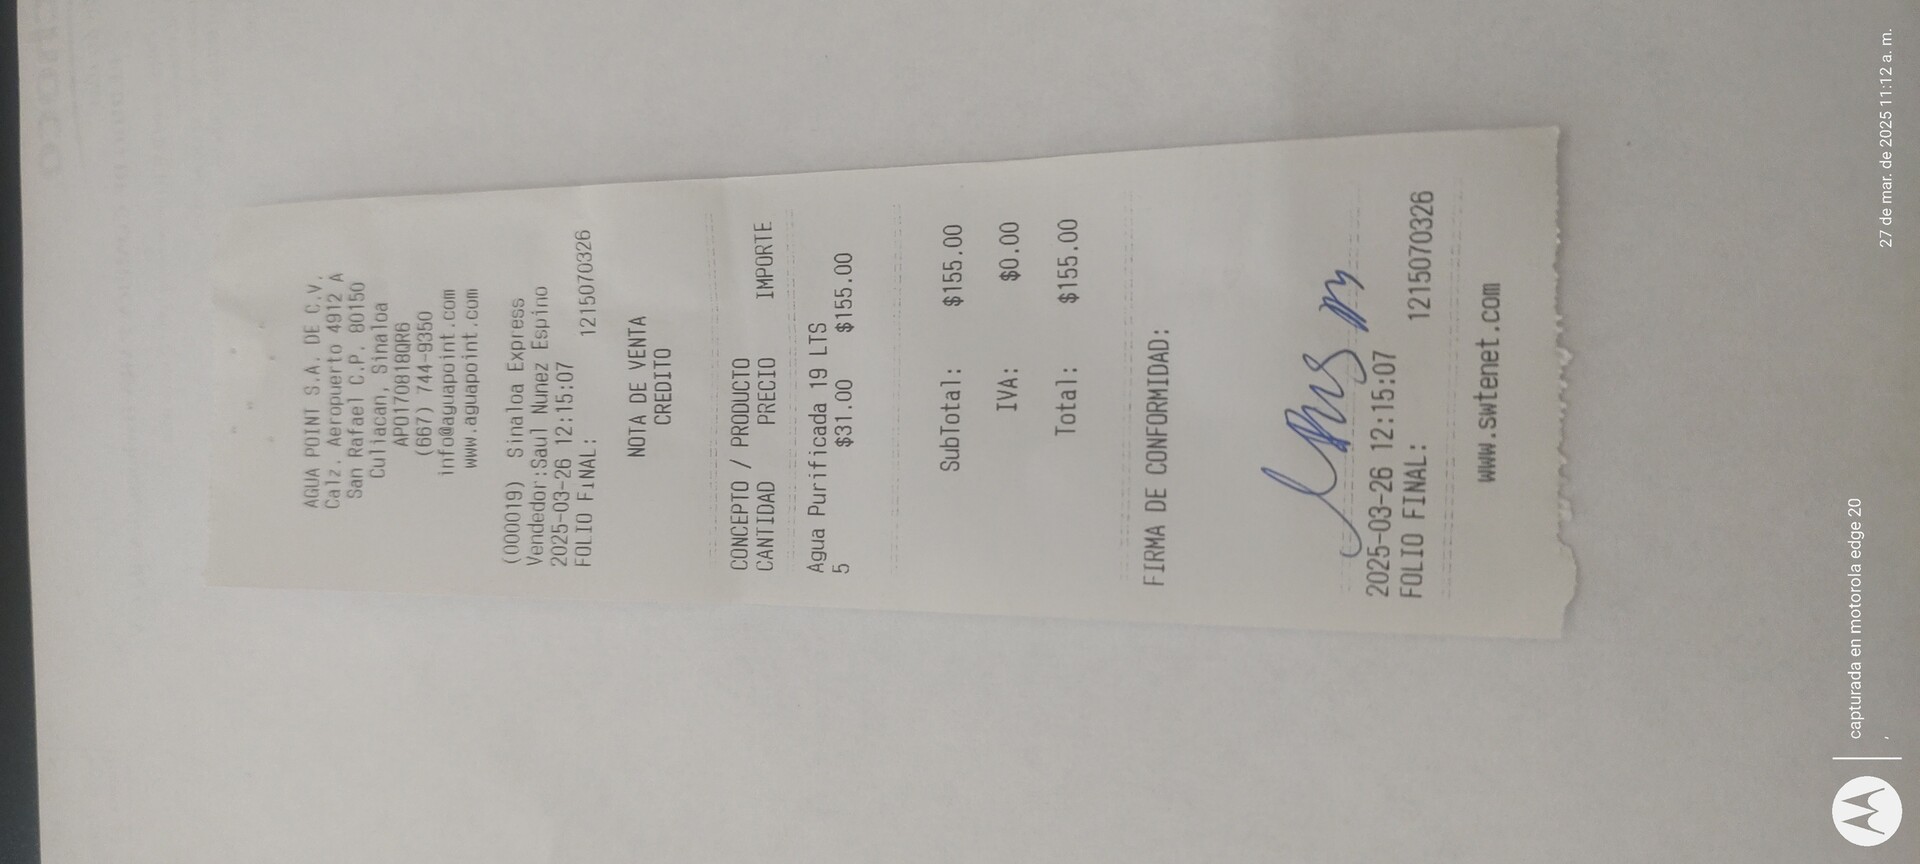 AGUA POINT S.A. DE C.V.
Calz. Aeropuerto 4912 A
San Rafael C.P. 80150
Culiacan, Sinaloa
APO170818QR6
(667) 744-9350
info@aguapoint.com
www.aguapoint.com
(000019) Sinaloa Express
Vendedor:Saul Nunez Espino
2025-03-26 12:15:07
FOLIO FINAL: 1215070326
NOTA DE VENTA
CREDITO
CONCEPTO / PRODUCTO
CANTIDAD PRECIO IMPORTE
Agua Purificada 19 LTS
5 $31.00 $155.00
SubTotal: $155.00
IVA: $0.00
Total: $155.00
FIRMA DE CONFORMIDAD:
2025-03-26 12:15:07
FOLIO FINAL: 1215070326
www.swtenet.com
capturada en motorola edge 20
27 de mar. de 2025 11:12 a. m.